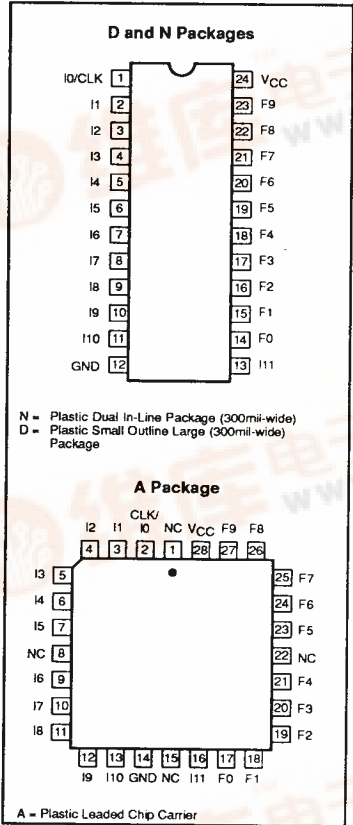 D and N Packages
I0/CLK 1 24 VCC
I1 2 23 F9
I2 3 22 F8
I3 4 21 F7
I4 5 20 F6
I5 6 19 F5
I6 7 18 F4
I7 8 17 F3
I8 9 16 F2
I9 10 15 F1
I10 11 14 F0
GND 12 13 I11
N = Plastic Dual In-Line Package (300mil-wide)
D = Plastic Small Outline Large (300mil-wide)
Package
A Package
CLK/
I2 I1 I0 NC VCC F9 F8
4 3 2 1 28 27 26
I3 5 25 F7
I4 6 24 F6
I5 7 23 F5
NC 8 22 NC
I6 9 21 F4
I7 10 20 F3
I8 11 19 F2
12 13 14 15 16 17 18
I9 I10 GND NC I11 F0 F1
A = Plastic Leaded Chip Carrier